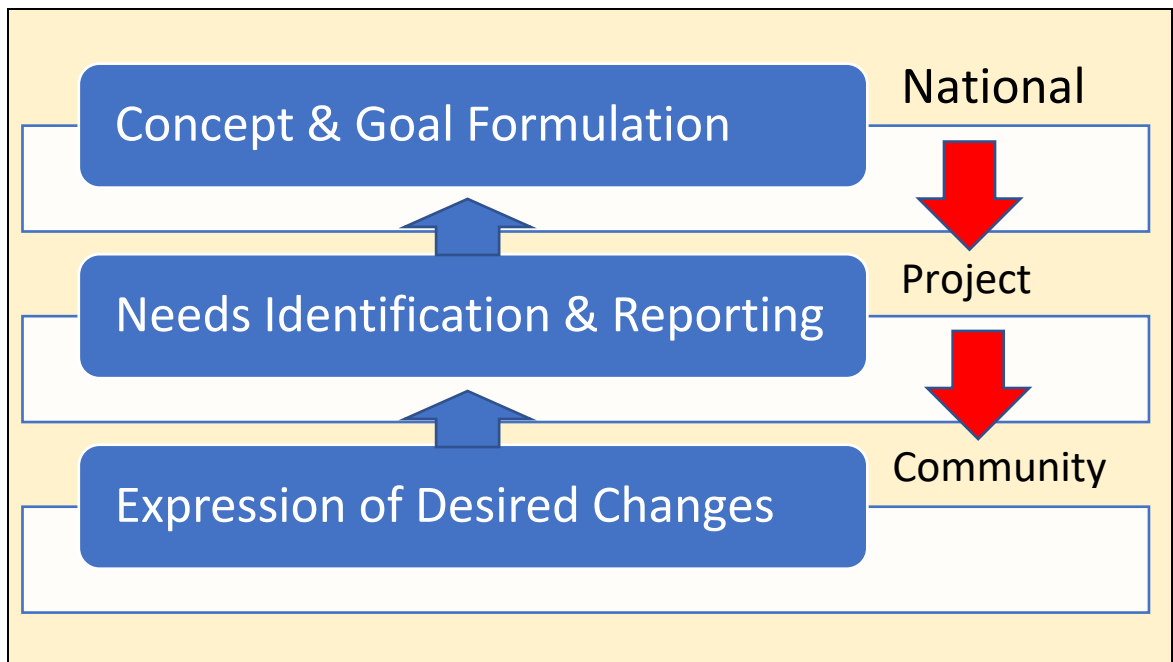 Concept & Goal Formulation
National
Needs Identification & Reporting
Project
Expression of Desired Changes
Community